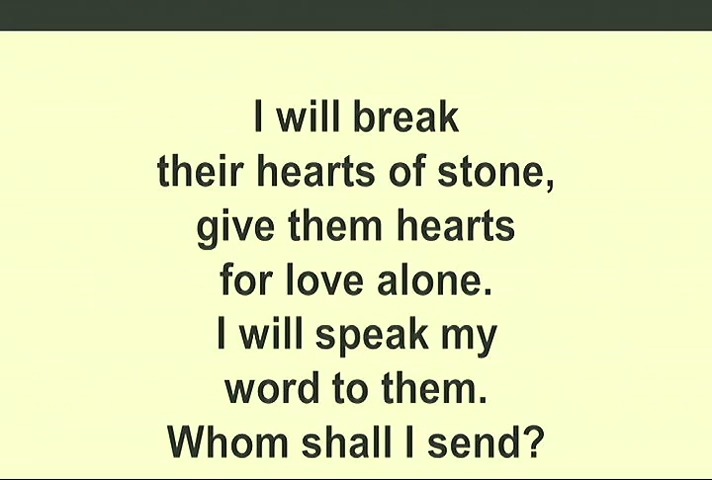 I will break
their hearts of stone,
give them hearts
for love alone.
I will speak my
word to them.
Whom shall I send?